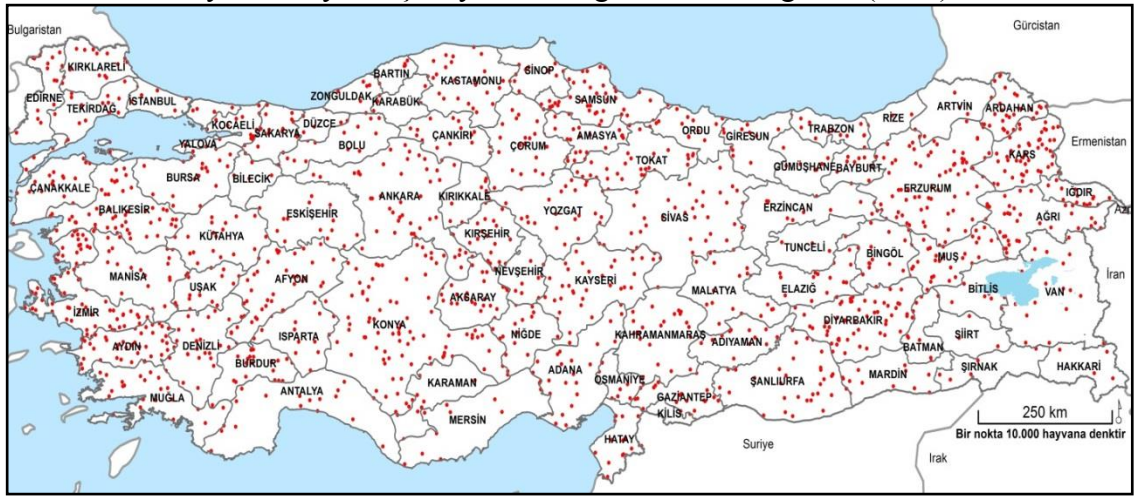 Bulgaristan
Gürcistan
KIRKLARELİ
EDİRNE
TEKİRDAĞ
İSTANBUL
KOCAELİ
YALOVA
SAKARYA
DÜZCE
ZONGULDAK
BARTIN
KARABÜK
KASTAMONU
SİNOP
SAMSUN
ORDU
GİRESUN
TRABZON
RİZE
ARTVİN
ARDAHAN
Ermenistan
KARS
IĞDIR
ÇANAKKALE
BURSA
BİLECİK
BOLU
ÇANKIRI
ÇORUM
AMASYA
TOKAT
GÜMÜŞHANE
BAYBURT
ERZURUM
AĞRI
BALIKESİR
KÜTAHYA
ESKİŞEHİR
ANKARA
KIRIKKALE
YOZGAT
SİVAS
ERZİNCAN
TUNCELİ
BİNGÖL
MUŞ
KIRŞEHİR
MANİSA
UŞAK
AFYON
NEVŞEHİR
KAYSERİ
MALATYA
ELAZIĞ
BİTLİS
VAN
İran
İZMİR
AKSARAY
KONYA
NİĞDE
KAHRAMANMARAŞ
ADIYAMAN
DİYARBAKIR
BATMAN
SİİRT
AYDIN
DENİZLİ
ISPARTA
BURDUR
ANTALYA
MUĞLA
KARAMAN
MERSİN
ADANA
OSMANİYE
GAZİANTEP
KİLİS
HATAY
ŞANLIURFA
MARDİN
ŞIRNAK
HAKKARİ
Suriye
Irak
250 km
Bir nokta 10.000 hayvana denktir